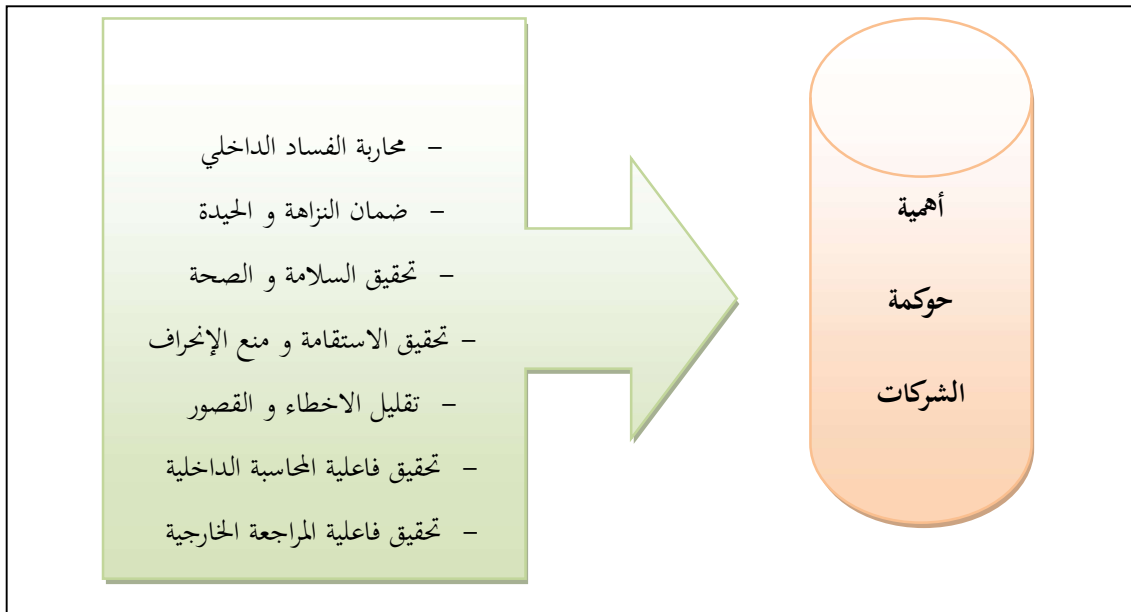 أهمية
حوكمة
الشركات
- محاربة الفساد الداخلي
- ضمان النزاهة و الحيدة
- تحقيق السلامة و الصحة
- تحقيق الاستقامة و منع الإنحراف
- تقليل الاخطاء و القصور
- تحقيق فاعلية المحاسبة الداخلية
- تحقيق فاعلية المراجعة الخارجية